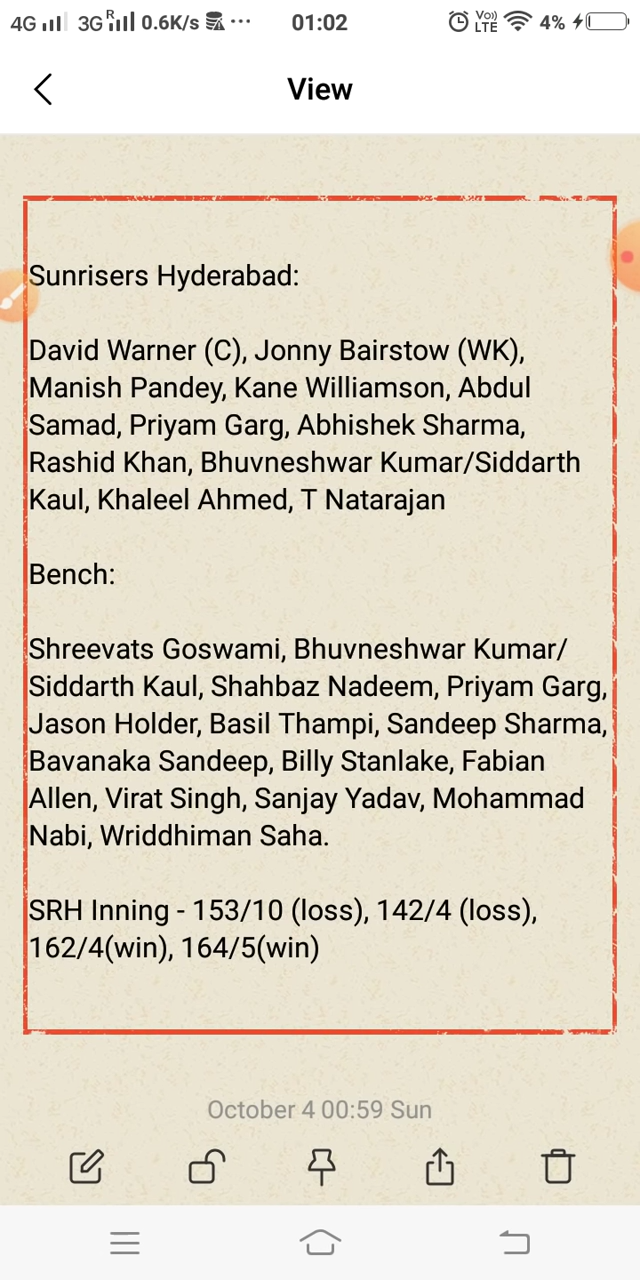 4G 3G R 0.6K/s ... 01:02 Vo) LTE 4%
View
Sunrisers Hyderabad:
David Warner (C), Jonny Bairstow (WK),
Manish Pandey, Kane Williamson, Abdul
Samad, Priyam Garg, Abhishek Sharma,
Rashid Khan, Bhuvneshwar Kumar/Siddarth
Kaul, Khaleel Ahmed, T Natarajan
Bench:
Shreevats Goswami, Bhuvneshwar Kumar/
Siddarth Kaul, Shahbaz Nadeem, Priyam Garg,
Jason Holder, Basil Thampi, Sandeep Sharma,
Bavanaka Sandeep, Billy Stanlake, Fabian
Allen, Virat Singh, Sanjay Yadav, Mohammad
Nabi, Wriddhiman Saha.
SRH Inning - 153/10 (loss), 142/4 (loss),
162/4(win), 164/5(win)
October 4 00:59 Sun